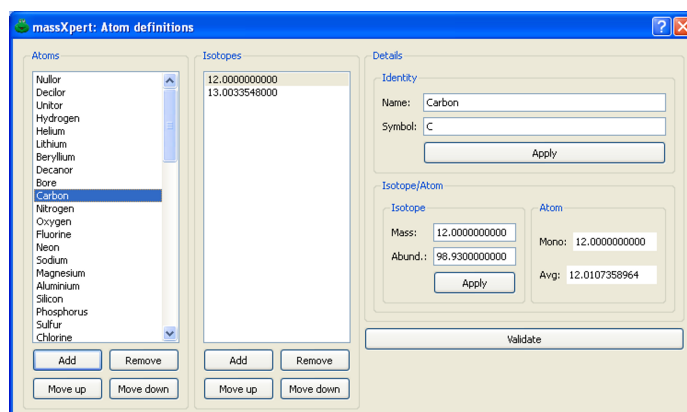 massXpert: Atom definitions
Atoms
Nullor
Decilor
Unitor
Hydrogen
Helium
Lithium
Beryllium
Decanor
Bore
Carbon
Nitrogen
Oxygen
Fluorine
Neon
Sodium
Magnesium
Aluminium
Silicon
Phosphorus
Sulfur
Chlorine
Add Remove
Move up Move down
Isotopes
12.0000000000
13.0033548000
Add Remove
Move up Move down
Details
Identity
Name: Carbon
Symbol: C
Apply
Isotope/Atom
Isotope
Mass: 12.0000000000
Abund.: 98.9300000000
Apply
Atom
Mono: 12.0000000000
Avg: 12.0107358964
Validate